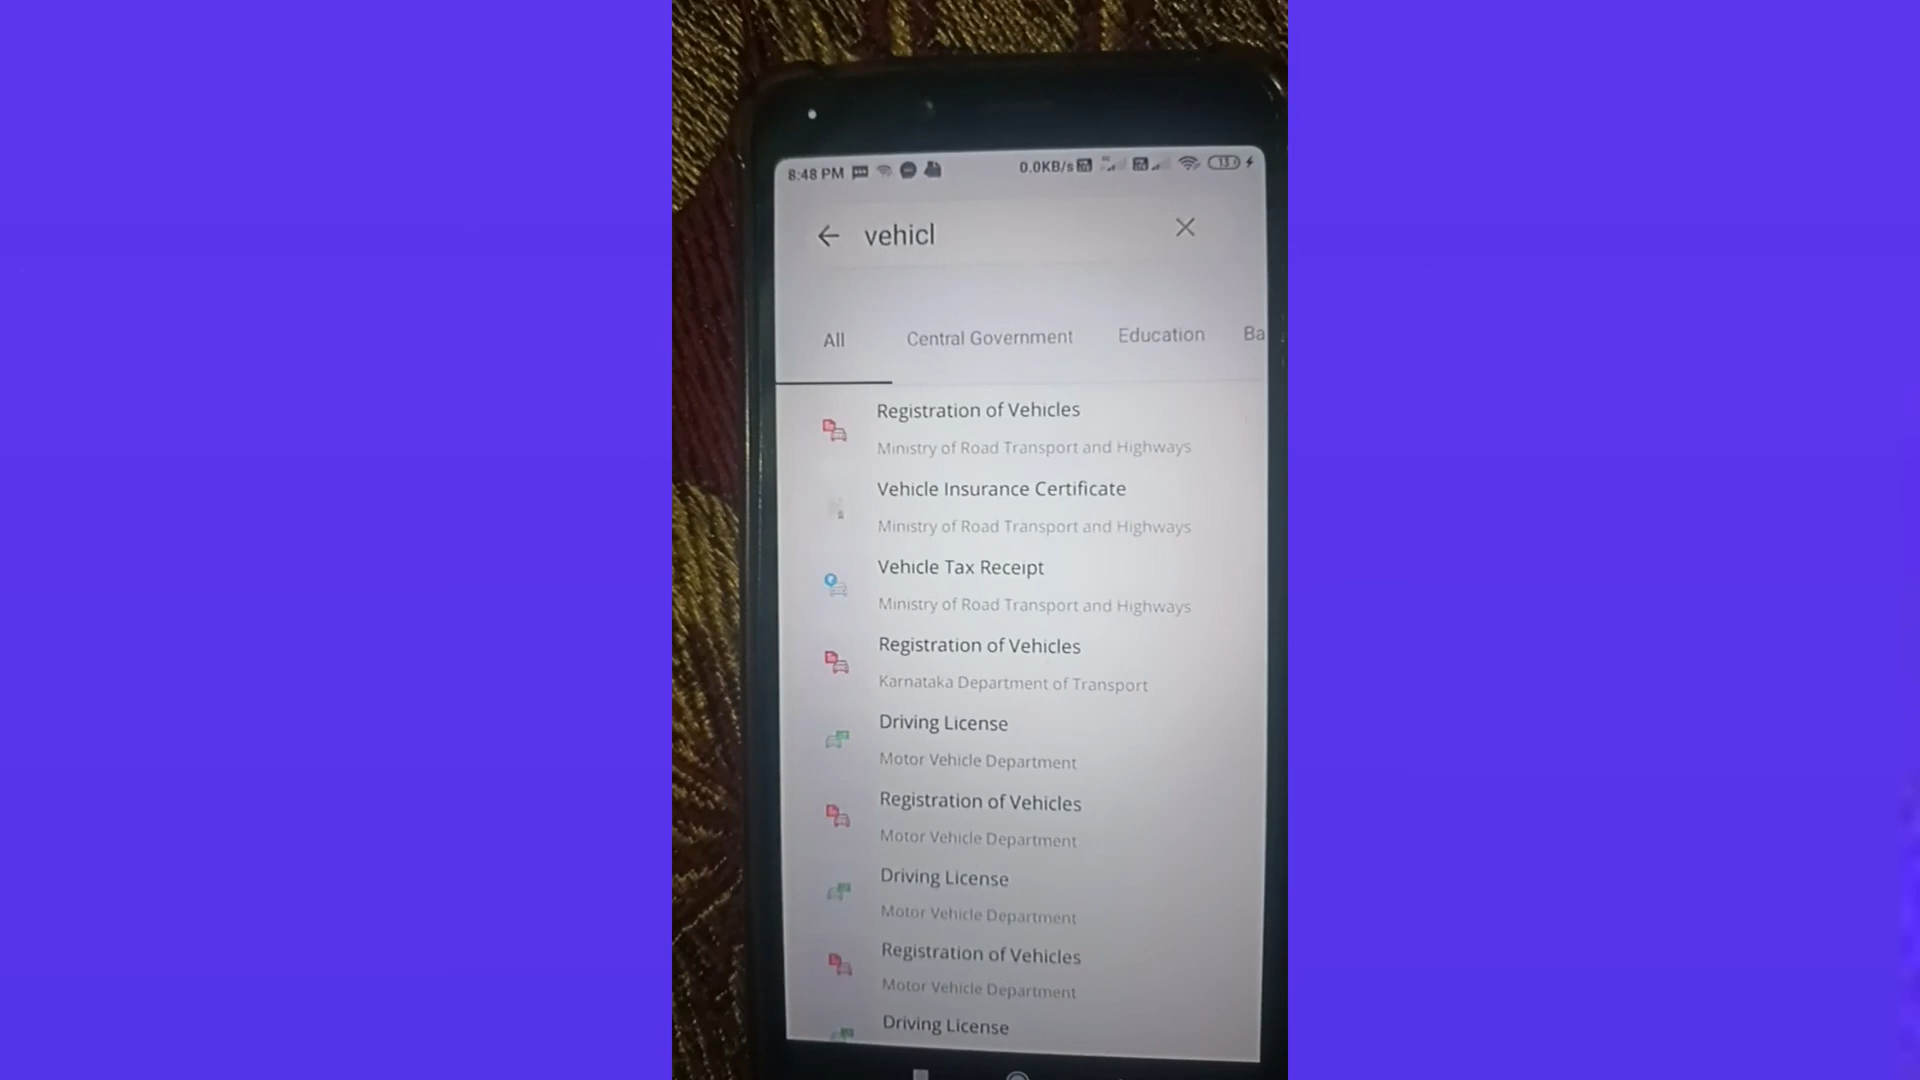 8:48 PM 0.0KB/s 13
vehicl
All Central Government Education Ba
Registration of Vehicles
Ministry of Road Transport and Highways
Vehicle Insurance Certificate
Ministry of Road Transport and Highways
Vehicle Tax Receipt
Ministry of Road Transport and Highways
Registration of Vehicles
Karnataka Department of Transport
Driving License
Motor Vehicle Department
Registration of Vehicles
Motor Vehicle Department
Driving License
Motor Vehicle Department
Registration of Vehicles
Motor Vehicle Department
Driving License